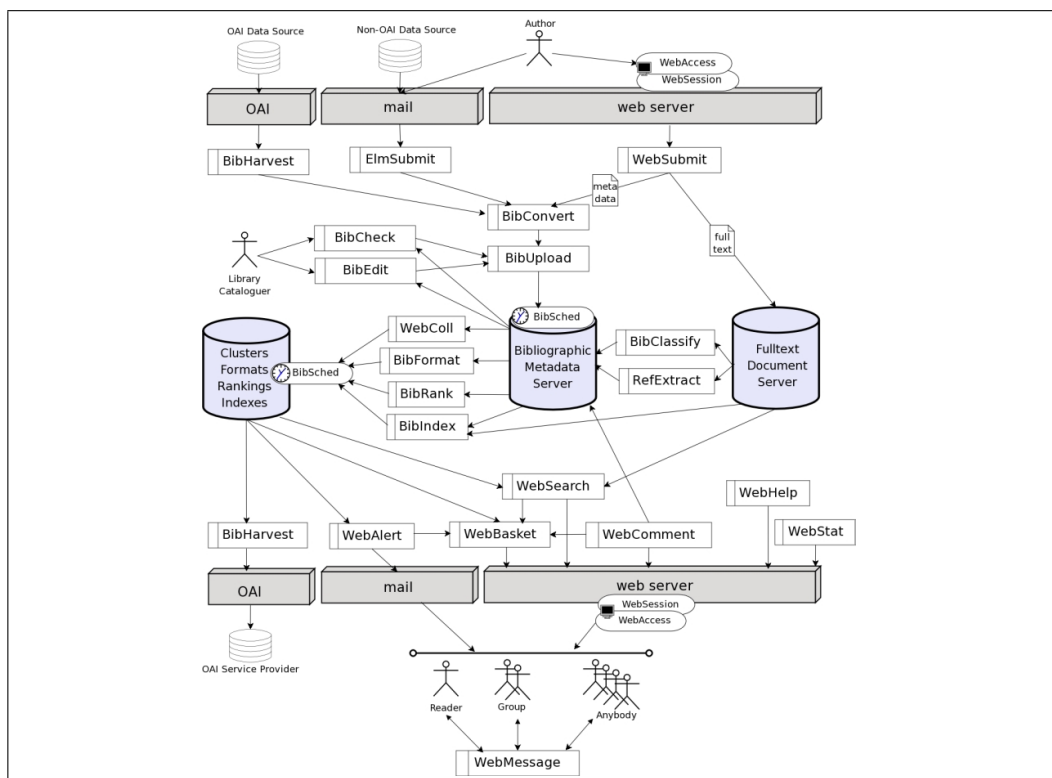 OAI Data Source
Non-OAI Data Source
Author
WebAccess
WebSession
OAI
mail
web server
BibHarvest
ElmSubmit
WebSubmit
meta
data
BibConvert
full
text
BibCheck
BibUpload
BibEdit
Library
Cataloguer
BibSched
WebColl
Bibliographic
Metadata
Server
BibClassify
Fulltext
Document
Server
Clusters
Formats
Rankings
Indexes
BibSched
BibFormat
RefExtract
BibRank
BibIndex
WebSearch
WebHelp
BibHarvest
WebAlert
WebBasket
WebComment
WebStat
OAI
mail
web server
WebSession
WebAccess
OAI Service Provider
Reader
Group
Anybody
WebMessage